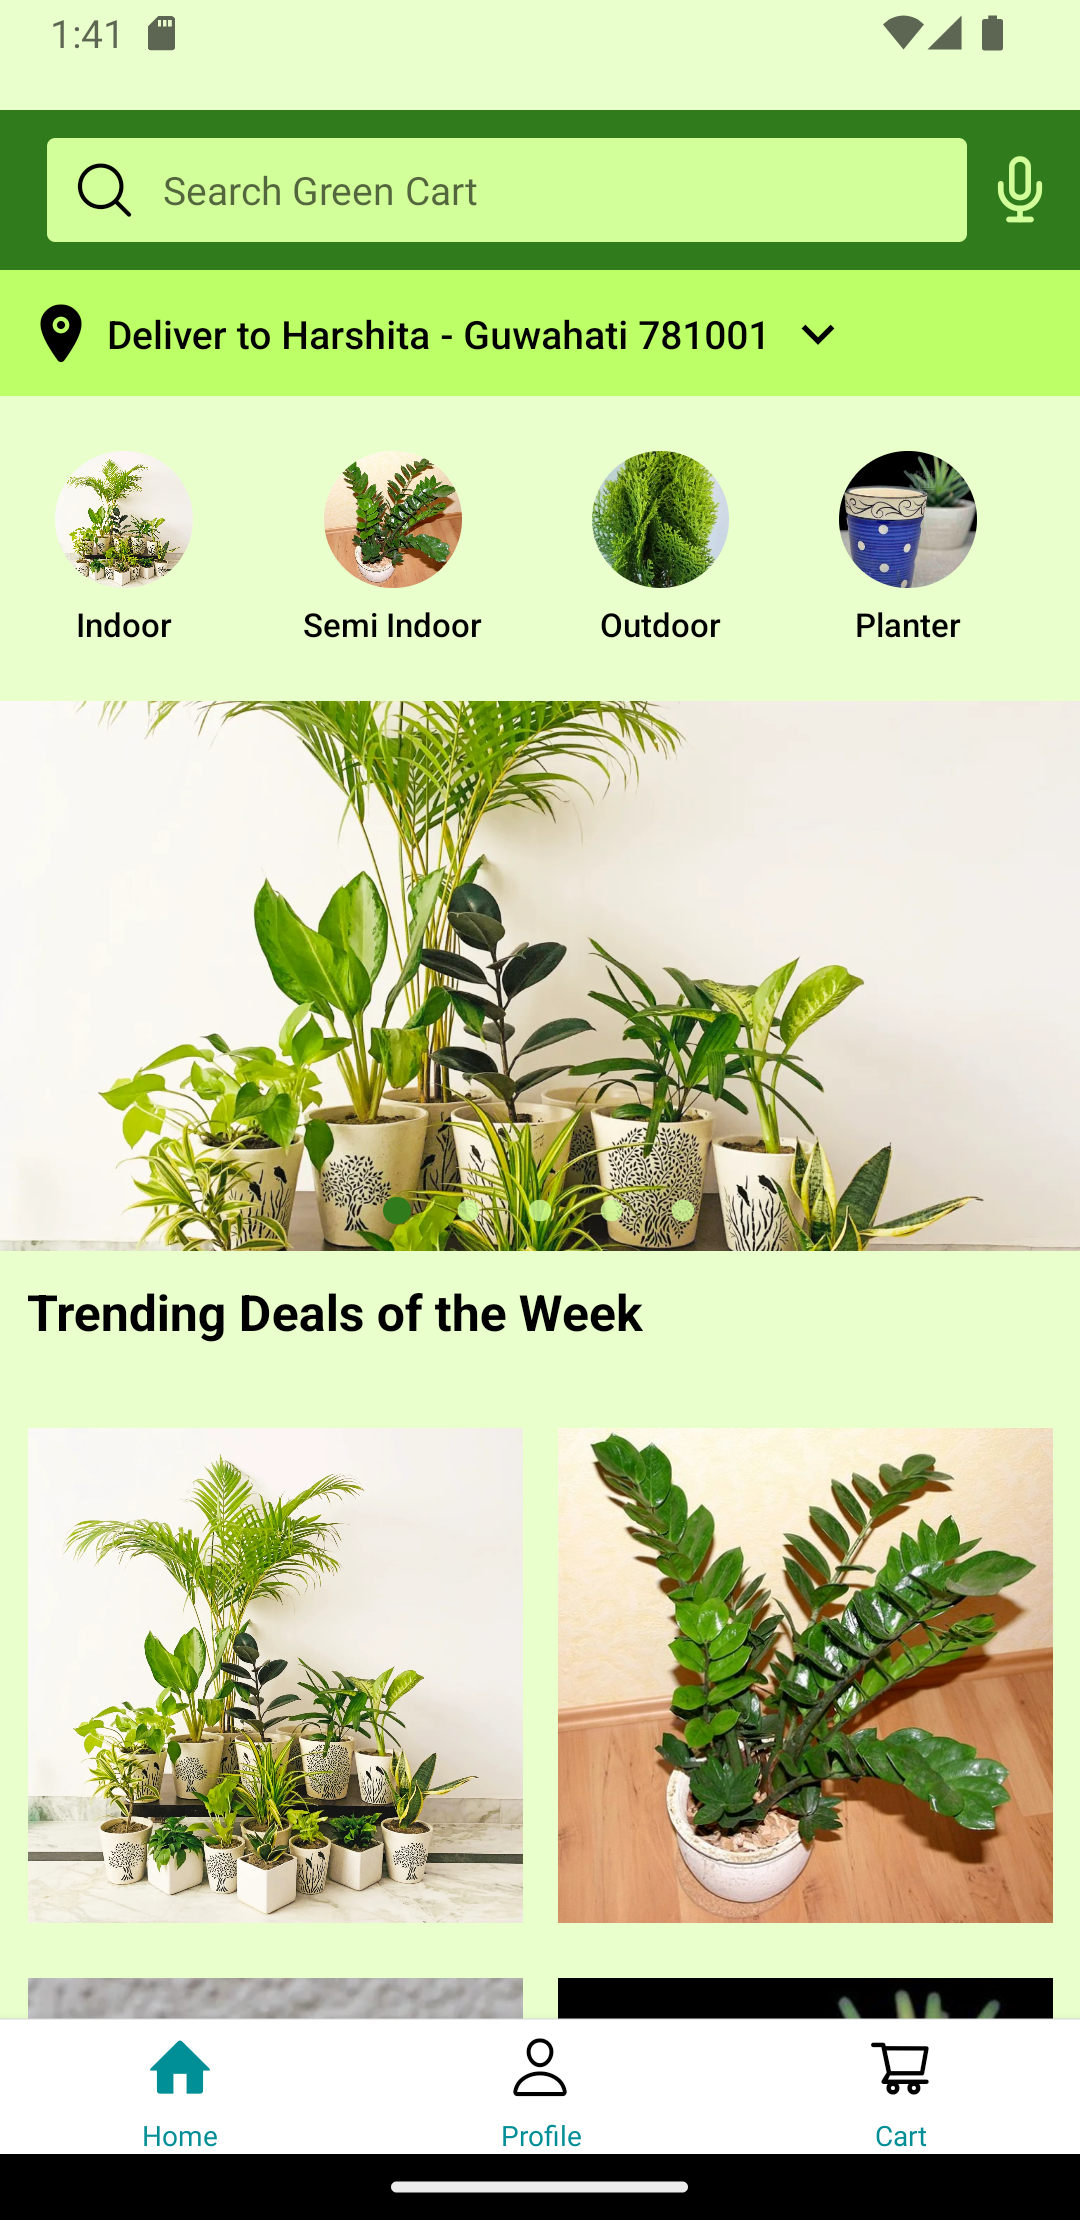 1:41
Search Green Cart
Deliver to Harshita - Guwahati 781001
Indoor
Semi Indoor
Outdoor
Planter
Trending Deals of the Week
Home
Profile
Cart